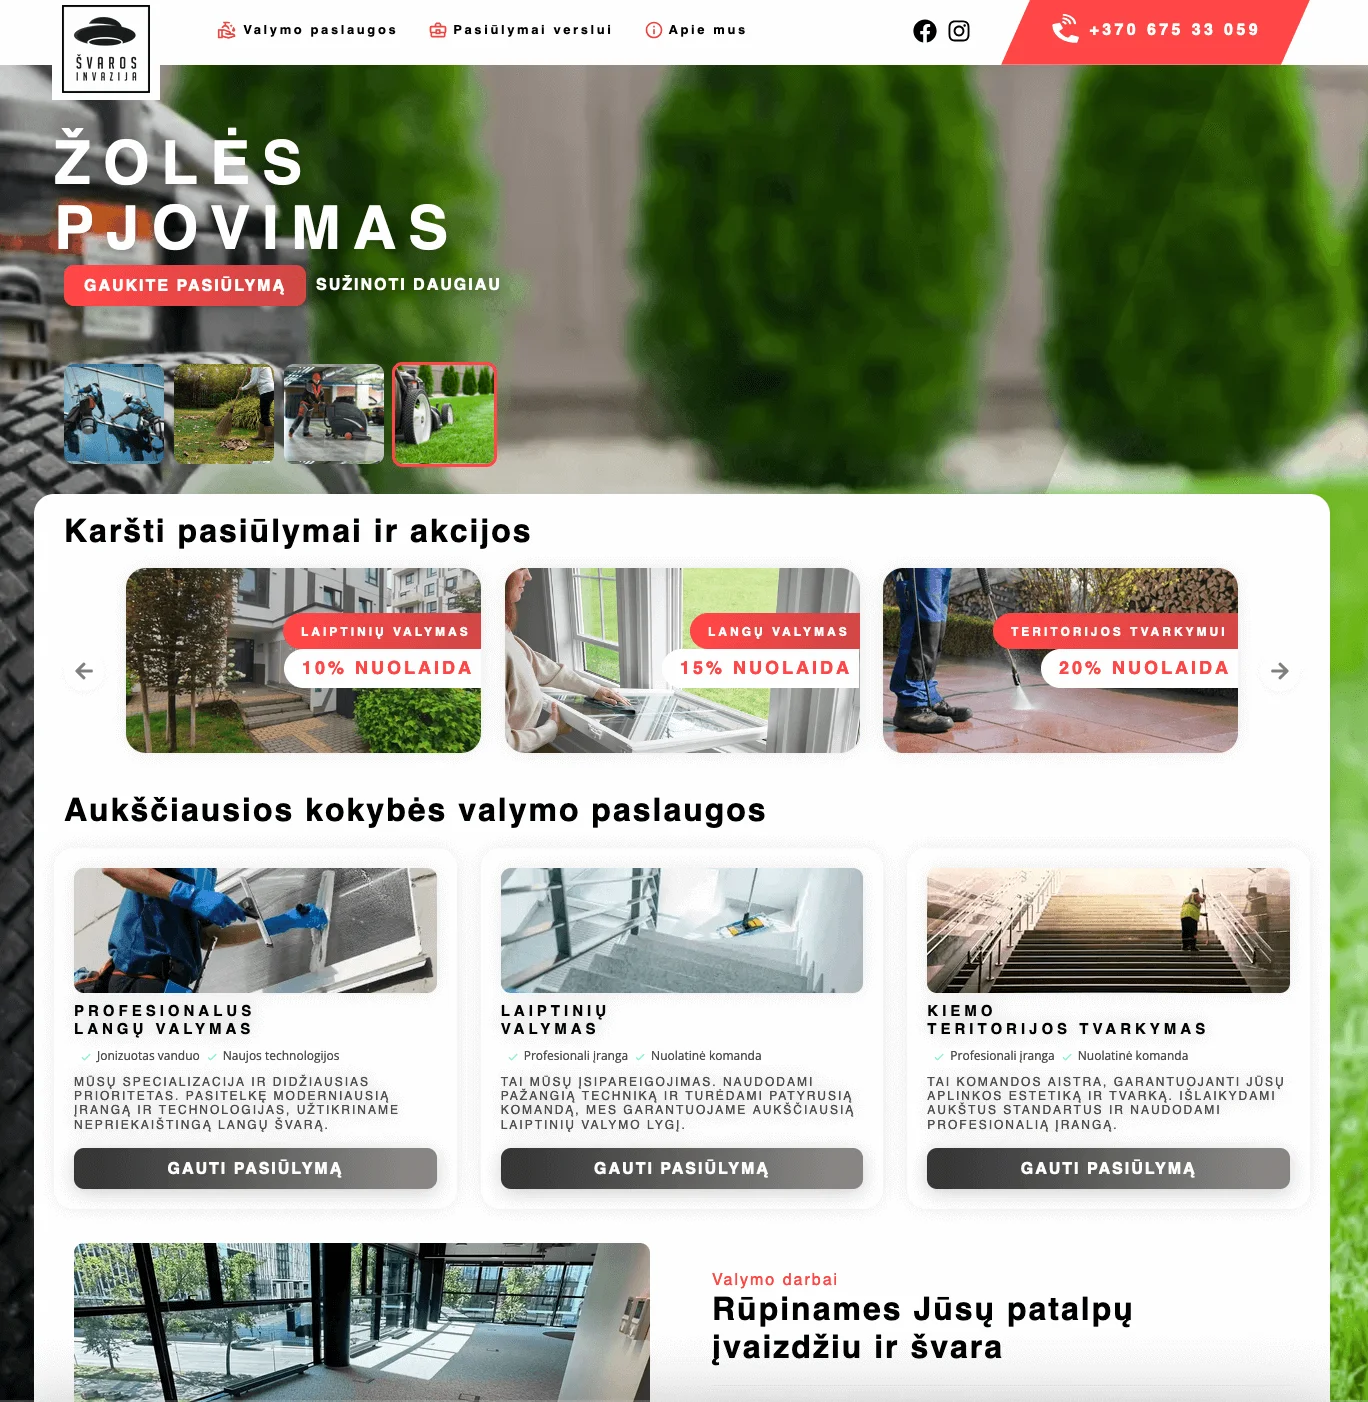 ŠVAROS
INVAZIJA
Valymo paslaugos
Pasiūlymai verslui
Apie mus
+370 675 33 059
ŽOLĖS
PJOVIMAS
GAUKITE PASIŪLYMĄ
SUŽINOTI DAUGIAU
Karšti pasiūlymai ir akcijos
LAIPTINIŲ VALYMAS
10% NUOLAIDA
LANGŲ VALYMAS
15% NUOLAIDA
TERITORIJOS TVARKYMUI
20% NUOLAIDA
Aukščiausios kokybės valymo paslaugos
PROFESIONALUS
LANGŲ VALYMAS
Jonizuotas vanduo
Naujos technologijos
MŪSŲ SPECIALIZACIJA IR DIDŽIAUSIAS
PRIORITETAS. PASITELKĘ MODERNIAUSIĄ
ĮRANGĄ IR TECHNOLOGIJAS, UŽTIKRINAME
NEPRIEKAIŠTINGĄ LANGŲ ŠVARĄ.
GAUTI PASIŪLYMĄ
LAIPTINIŲ
VALYMAS
Profesionali įranga
Nuolatinė komanda
TAI MŪSŲ ĮSIPAREIGOJIMAS. NAUDODAMI
PAŽANGIĄ TECHNIKĄ IR TURĖDAMI PATYRUSIĄ
KOMANDĄ, MES GARANTUOJAME AUKŠČIAUSIĄ
LAIPTINIŲ VALYMO LYGĮ.
GAUTI PASIŪLYMĄ
KIEMO
TERITORIJOS TVARKYMAS
Profesionali įranga
Nuolatinė komanda
TAI KOMANDOS AISTRA, GARANTUOJANTI JŪSŲ
APLINKOS ESTETIKĄ IR TVARKĄ. IŠLAIKYDAMI
AUKŠTUS STANDARTUS IR NAUDODAMI
PROFESIONALIĄ ĮRANGĄ.
GAUTI PASIŪLYMĄ
Valymo darbai
Rūpinames Jūsų patalpų
įvaizdžiu ir švara